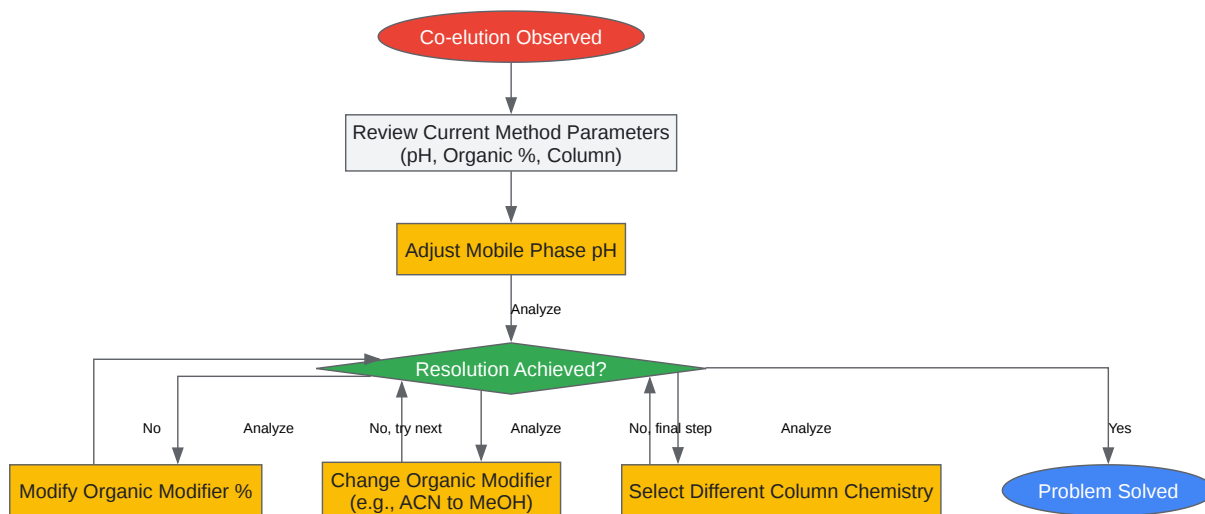 Co-elution Observed
Review Current Method Parameters
(pH, Organic %, Column)
Adjust Mobile Phase pH
Analyze
Resolution Achieved?
No
Analyze
No, try next
Analyze
No, final step
Analyze
Yes
Modify Organic Modifier %
Change Organic Modifier
(e.g., ACN to MeOH)
Select Different Column Chemistry
Problem Solved